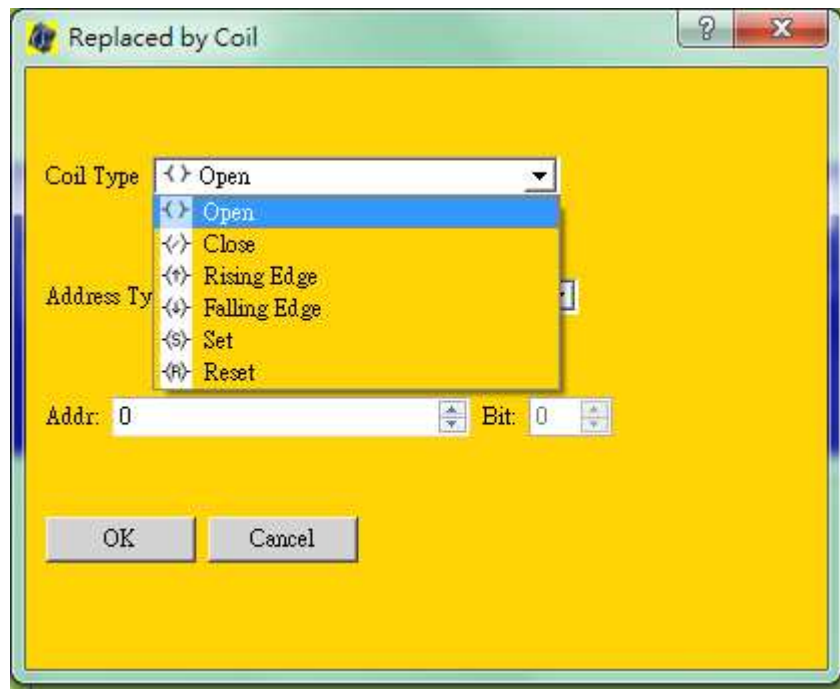 Replaced by Coil
Coil Type Open
Open
Close
Rising Edge
Address Ty
Falling Edge
Set
Reset
Addr: 0 Bit: 0
OK Cancel